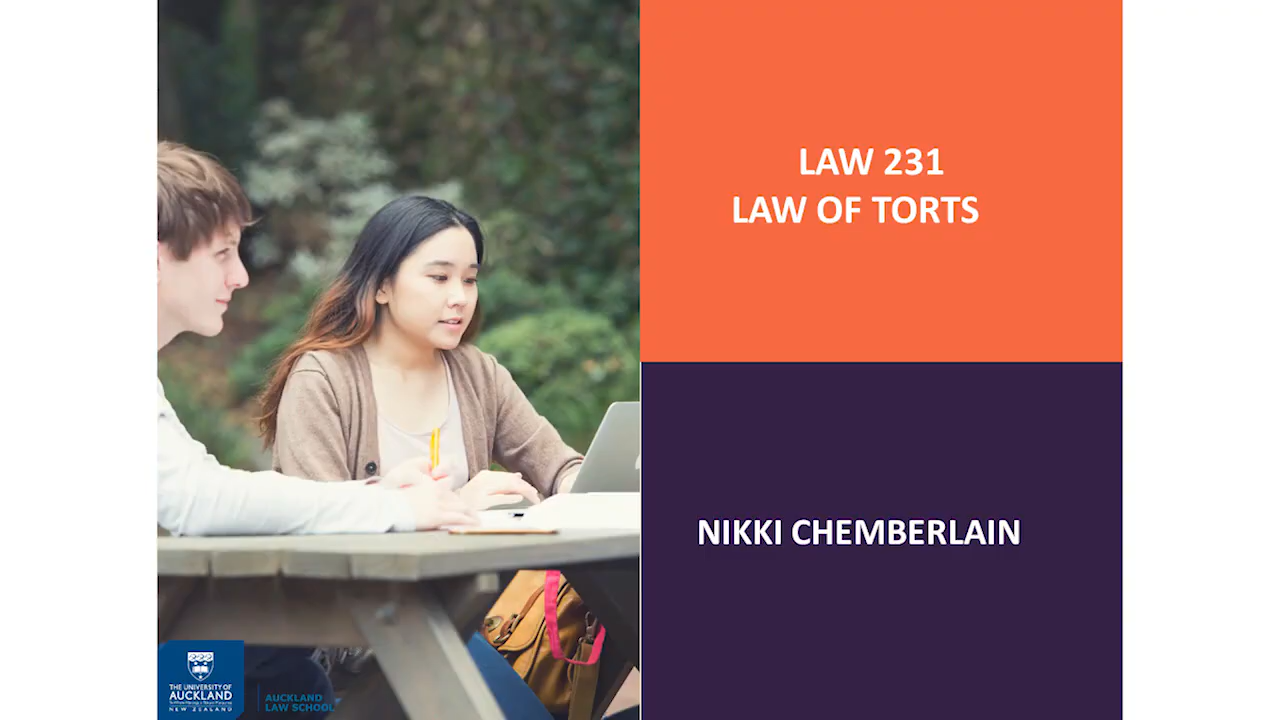 LAW 231
LAW OF TORTS
NIKKI CHEMBERLAIN
THE UNIVERSITY OF
AUCKLAND
NEW ZEALAND
AUCKLAND
LAW SCHOOL